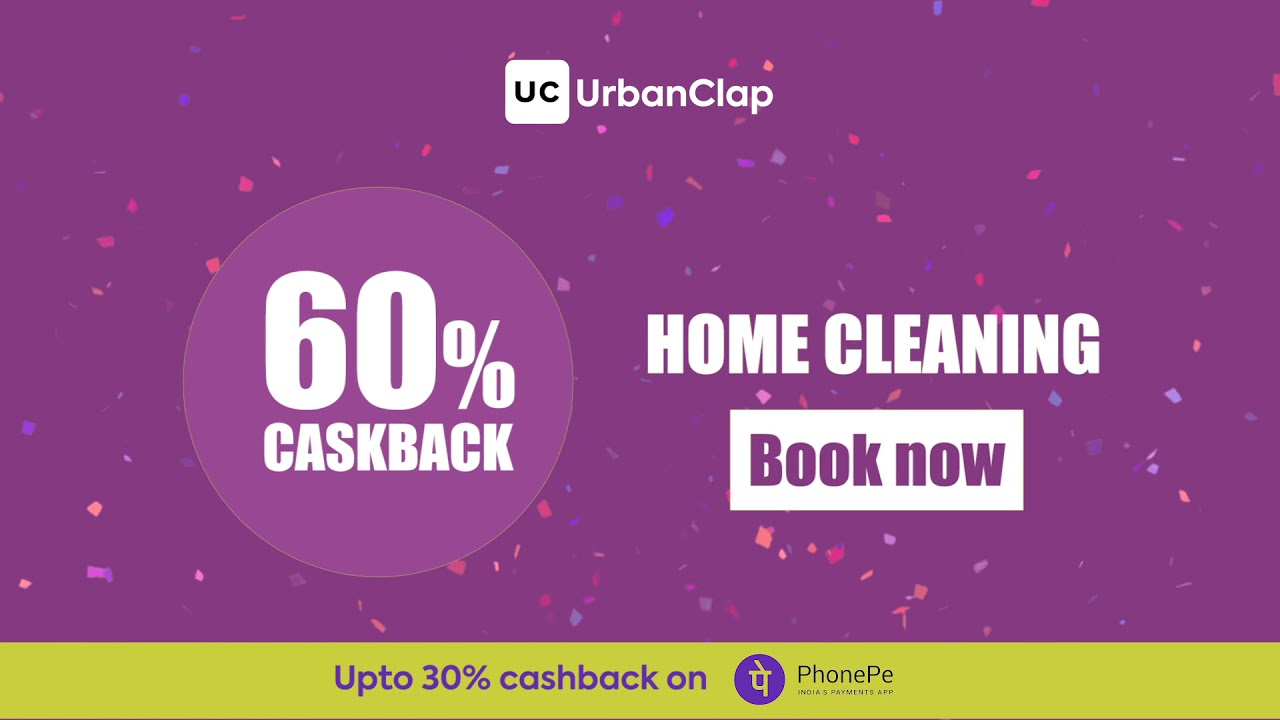 UC UrbanClap
60%
CASKBACK
HOME CLEANING
Book now
Upto 30% cashback on पे PhonePe
INDIA'S PAYMENTS APP